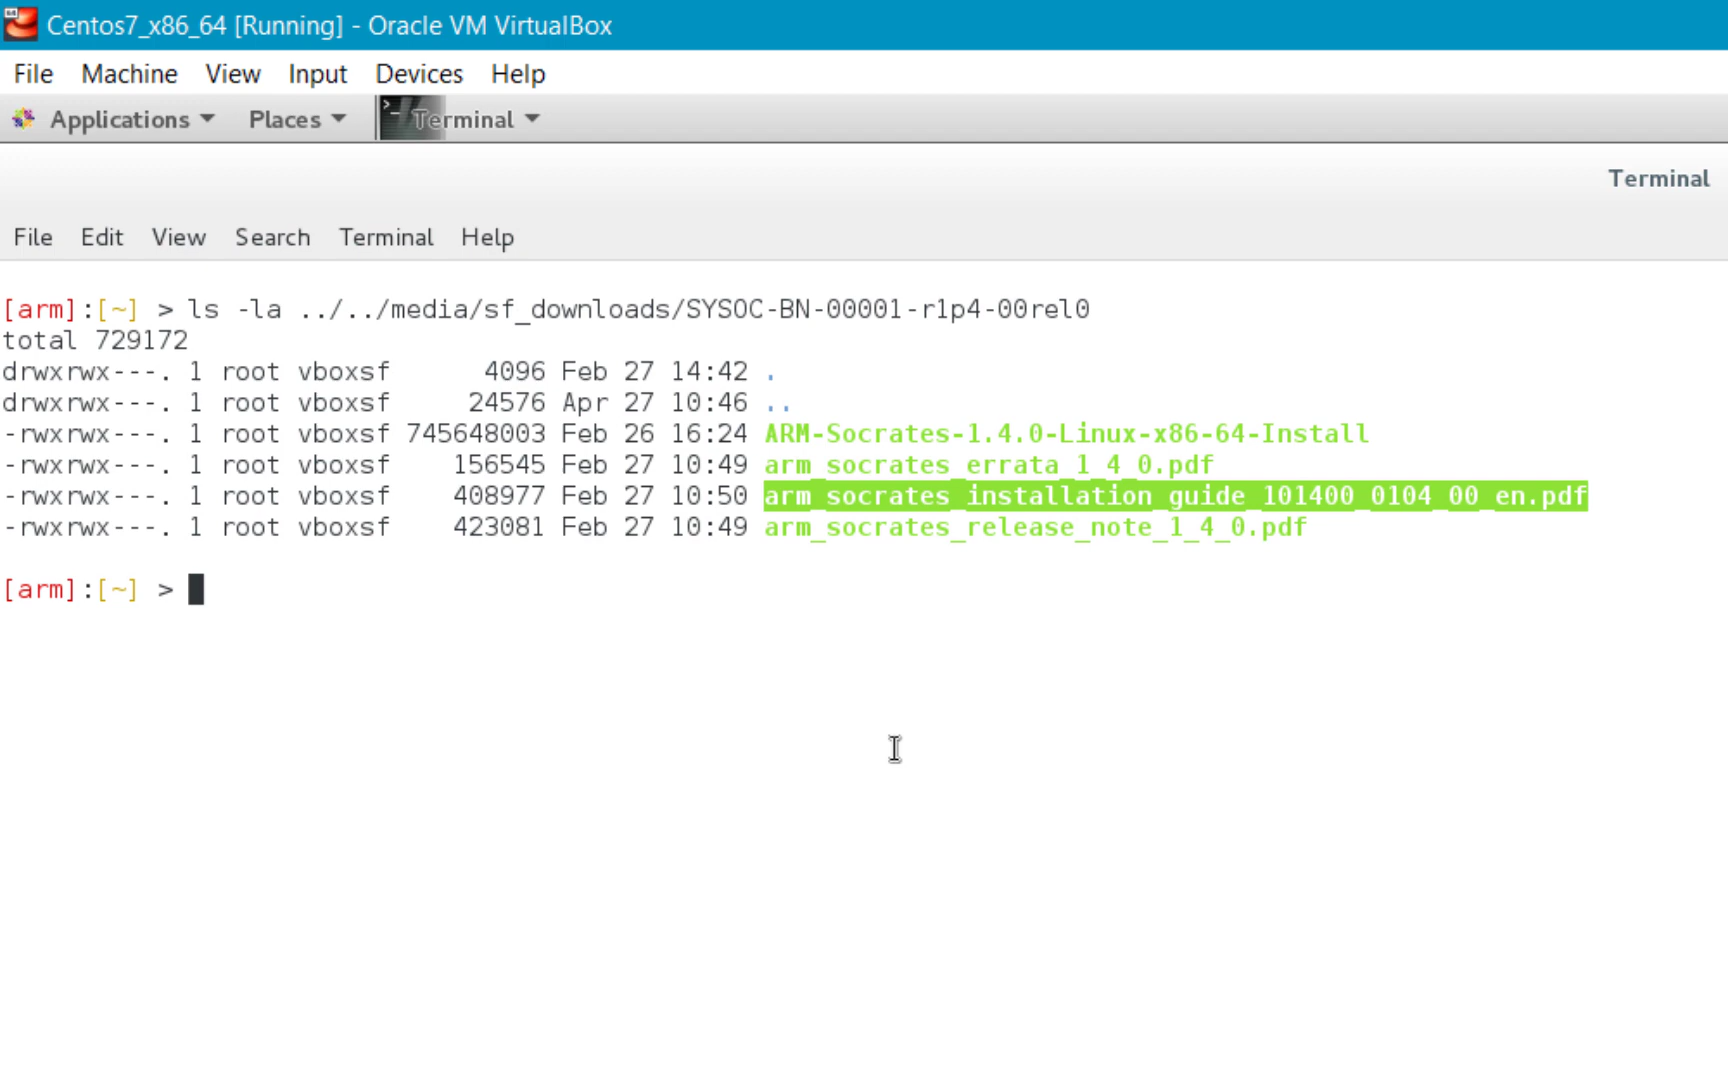 Centos7_x86_64 [Running] - Oracle VM VirtualBox
File Machine View Input Devices Help
Applications Places Terminal
Terminal
File Edit View Search Terminal Help
[arm]:[~] > ls -la ../../media/sf_downloads/SYSOC-BN-00001-r1p4-00rel0
total 729172
drwxrwx---. 1 root vboxsf 4096 Feb 27 14:42 .
drwxrwx---. 1 root vboxsf 24576 Apr 27 10:46 ..
-rwxrwx---. 1 root vboxsf 745648003 Feb 26 16:24 ARM-Socrates-1.4.0-Linux-x86-64-Install
-rwxrwx---. 1 root vboxsf 156545 Feb 27 10:49 arm_socrates_errata_1_4_0.pdf
-rwxrwx---. 1 root vboxsf 408977 Feb 27 10:50 arm_socrates_installation_guide_101400_0104_00_en.pdf
-rwxrwx---. 1 root vboxsf 423081 Feb 27 10:49 arm_socrates_release_note_1_4_0.pdf
[arm]:[~] >